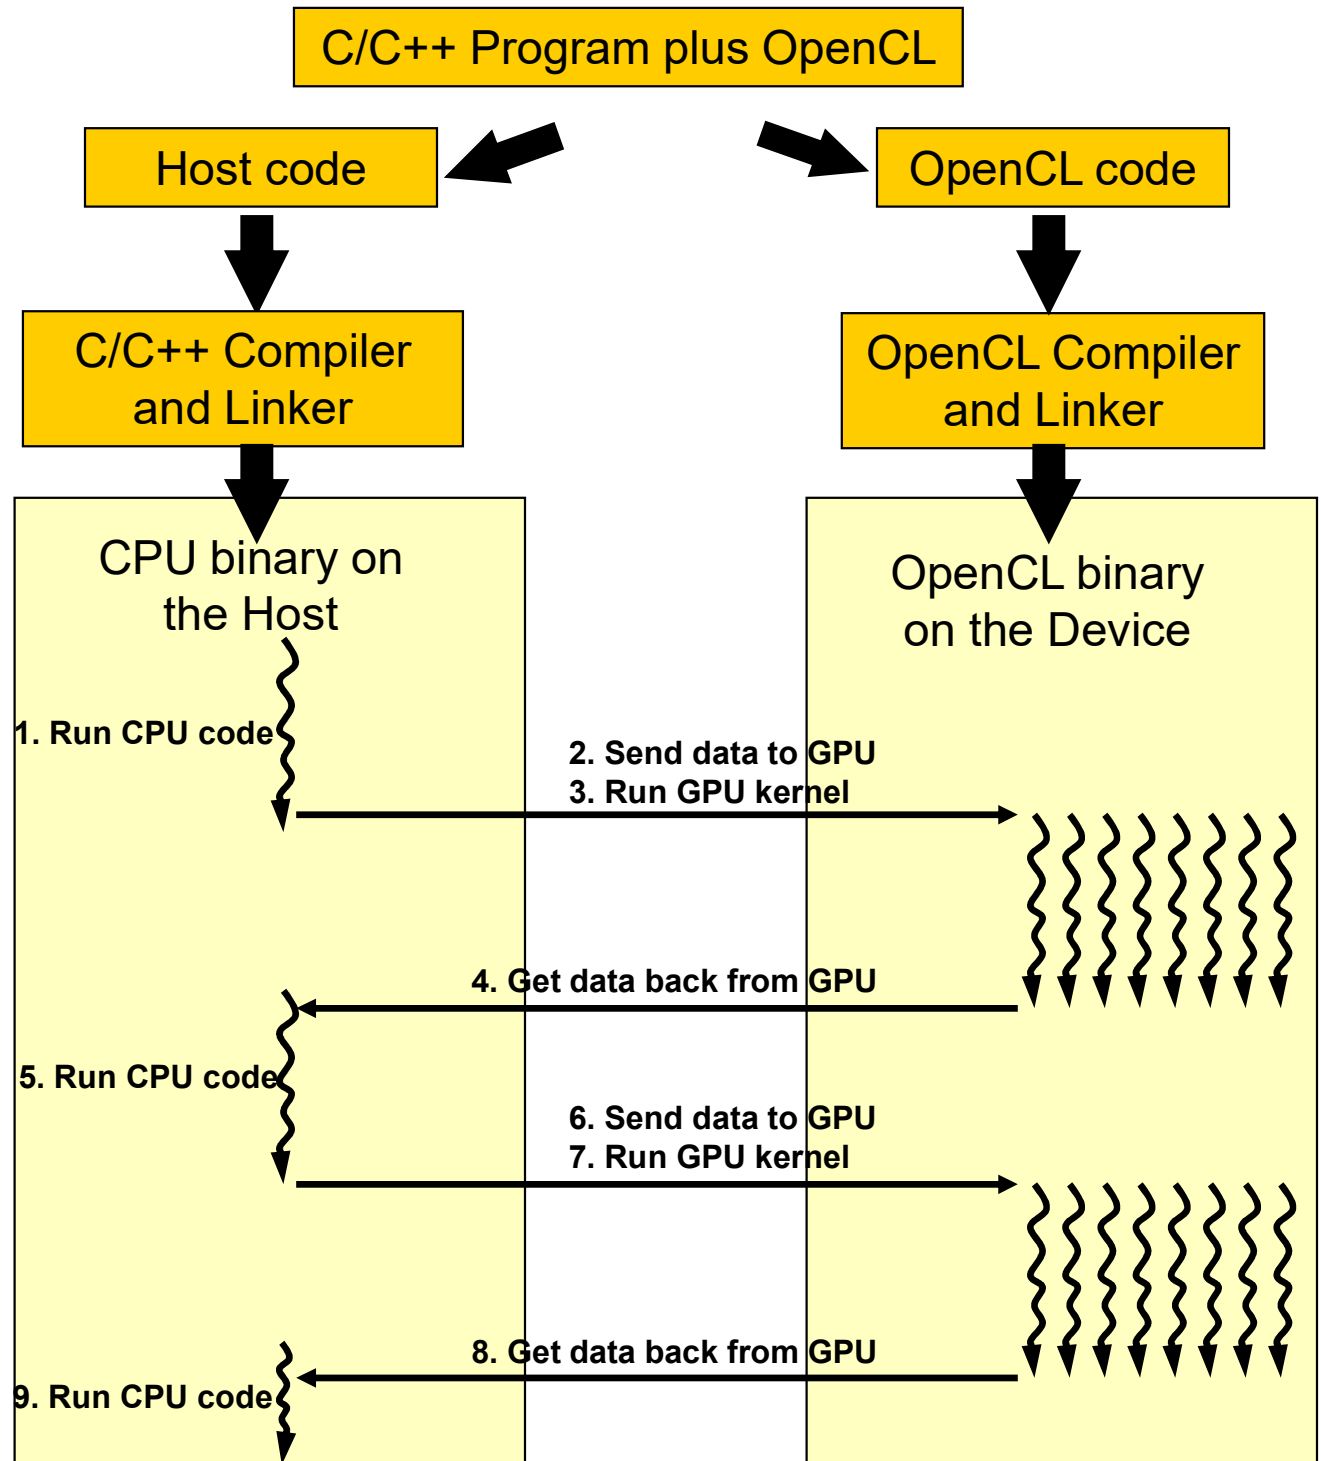 C/C++ Program plus OpenCL
Host code
OpenCL code
C/C++ Compiler
and Linker
OpenCL Compiler
and Linker
CPU binary on
the Host
OpenCL binary
on the Device
1. Run CPU code
2. Send data to GPU
3. Run GPU kernel
4. Get data back from GPU
5. Run CPU code
6. Send data to GPU
7. Run GPU kernel
8. Get data back from GPU
9. Run CPU code